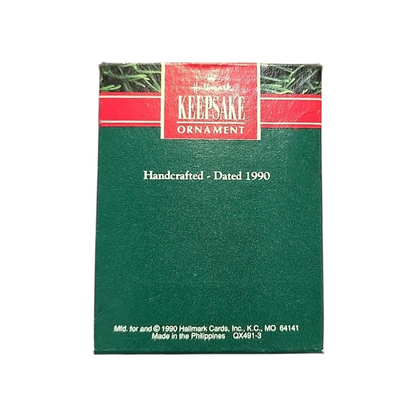 Hallmark
KEEPSAKE
ORNAMENT
Handcrafted - Dated 1990
Mfd. for and © 1990 Hallmark Cards, Inc., K.C., MO 64141
Made in the Philippines QX491-3